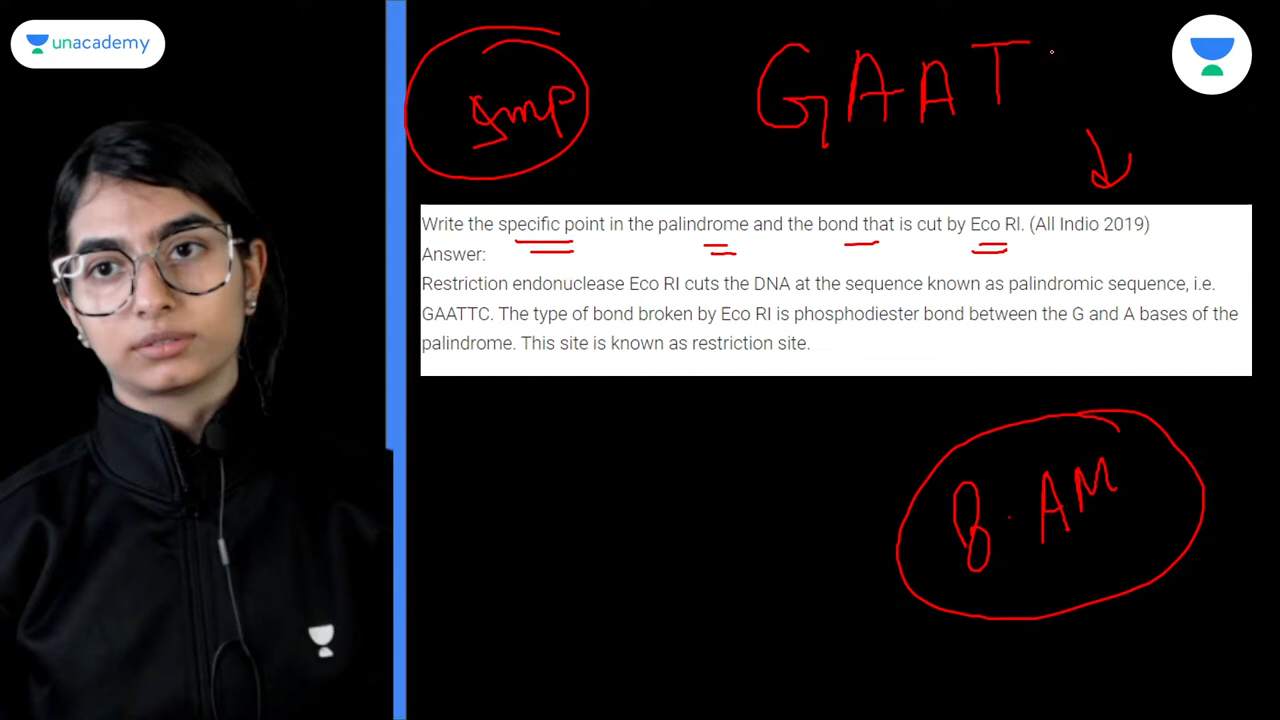 unacademy
Imp
GAAT
Write the specific point in the palindrome and the bond that is cut by Eco RI. (All Indio 2019)
Answer:
Restriction endonuclease Eco RI cuts the DNA at the sequence known as palindromic sequence, i.e.
GAATTC. The type of bond broken by Eco RI is phosphodiester bond between the G and A bases of the
palindrome. This site is known as restriction site.
B. AM